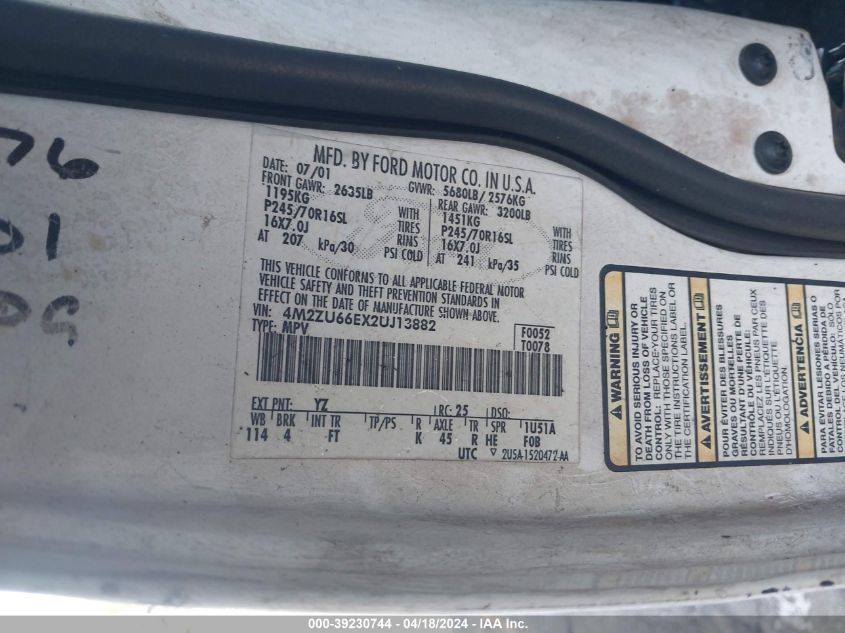 76
01
MFD. BY FORD MOTOR CO. IN U.S.A.
DATE: 07/01 GVWR: 5680LB/ 2576KG
FRONT GAWR: 2635LB REAR GAWR: 3200LB
1195KG WITH 1451KG WITH
P245/70R16SL TIRES P245/70R16SL TIRES
16X7.0J RIMS 16X7.0J RIMS
AT 207 kPa/30 PSI COLD AT 241 kPa/35 PSI COLD
THIS VEHICLE CONFORMS TO ALL APPLICABLE FEDERAL MOTOR
VEHICLE SAFETY AND THEFT PREVENTION STANDARDS IN
EFFECT ON THE DATE OF MANUFACTURE SHOWN ABOVE.
VIN: 4M2ZU66EX2UJ13882 F0052
TYPE: MPV T0078
EXT PNT: YZ RC: 25 DSO:
WB BRK INT TR TP/PS R AXLE TR SPR 1U51A
114 4 FT K 45 R HE FOB
UTC ▽ 2U5A-1520472-AA
WARNING
TO AVOID SERIOUS INJURY OR
DEATH FROM LOSS OF VEHICLE
CONTROL: REPLACE YOUR TIRES
ONLY WITH THOSE SPECIFIED ON
THE TIRE INSTRUCTIONS LABEL OR
THE CERTIFICATION LABEL.
AVERTISSEMENT
POUR ÉVITER DES BLESSURES
GRAVES OU MORTELLES
RÉSULTANT D'UNE PERTE DE
CONTRÔLE DU VÉHICULE:
REMPLACEZ LES PNEUS PAR CEUX
INDIQUÉS SUR L'ÉTIQUETTE DES
PNEUS OU L'ÉTIQUETTE
D'HOMOLOGATION.
ADVERTENCIA
PARA EVITAR LESIONES SERIAS O
FATALES DEBIDO A PÉRDIDA DE
CONTROL DEL VEHÍCULO: SOLO
LOS NEUMÁTICOS POR
000-39230744 - 04/18/2024 - IAA, Inc.